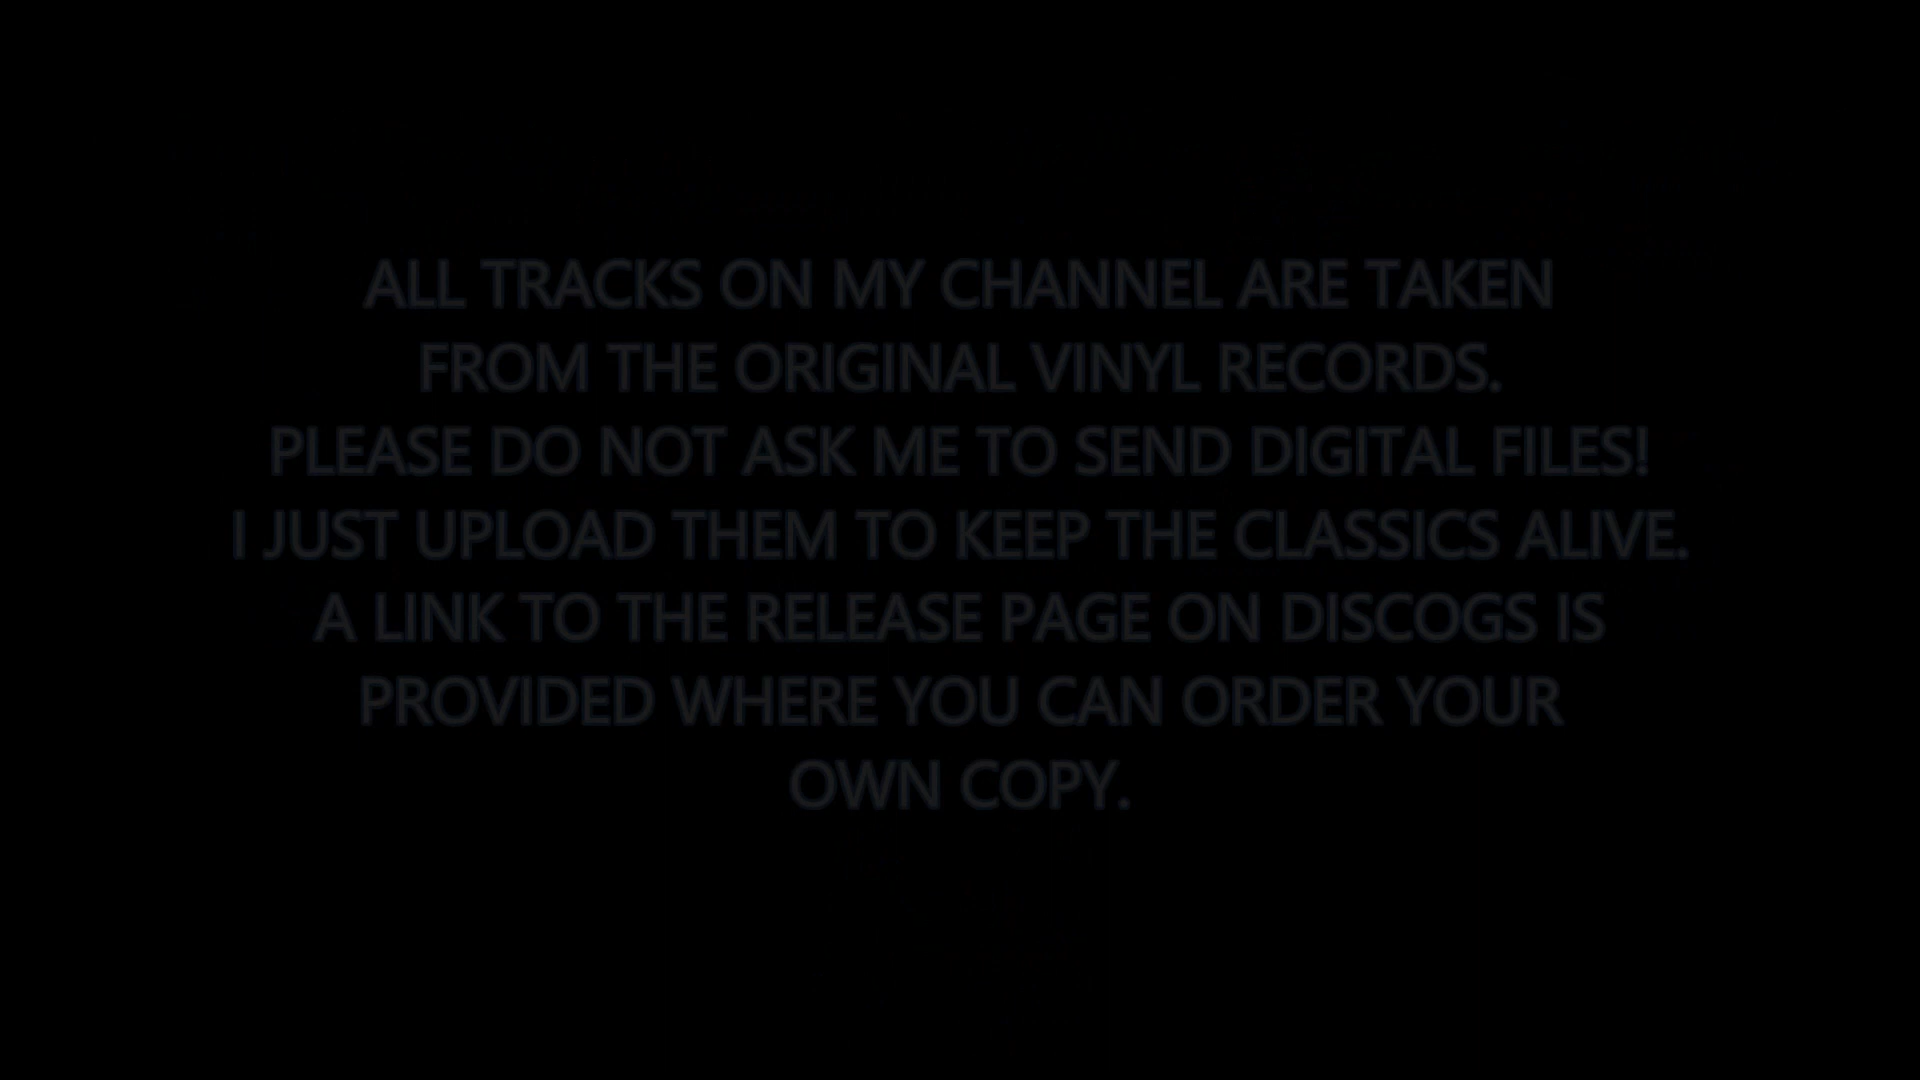 ALL TRACKS ON MY CHANNEL ARE TAKEN
FROM THE ORIGINAL VINYL RECORDS.
PLEASE DO NOT ASK ME TO SEND DIGITAL FILES!
I JUST UPLOAD THEM TO KEEP THE CLASSICS ALIVE.
A LINK TO THE RELEASE PAGE ON DISCOGS IS
PROVIDED WHERE YOU CAN ORDER YOUR
OWN COPY.